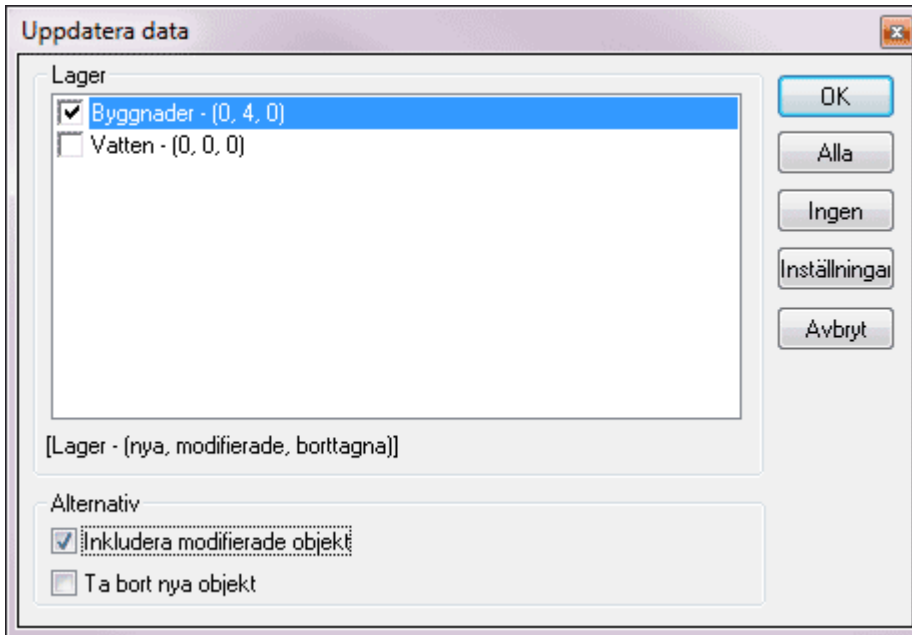 Uppdatera data
Lager
Byggnader - (0, 4, 0)
Vatten - (0, 0, 0)
[Lager - (nya, modifierade, borttagna)]
Alternativ
Inkludera modifierade objekt
Ta bort nya objekt
OK
Alla
Ingen
Inställningar
Avbryt